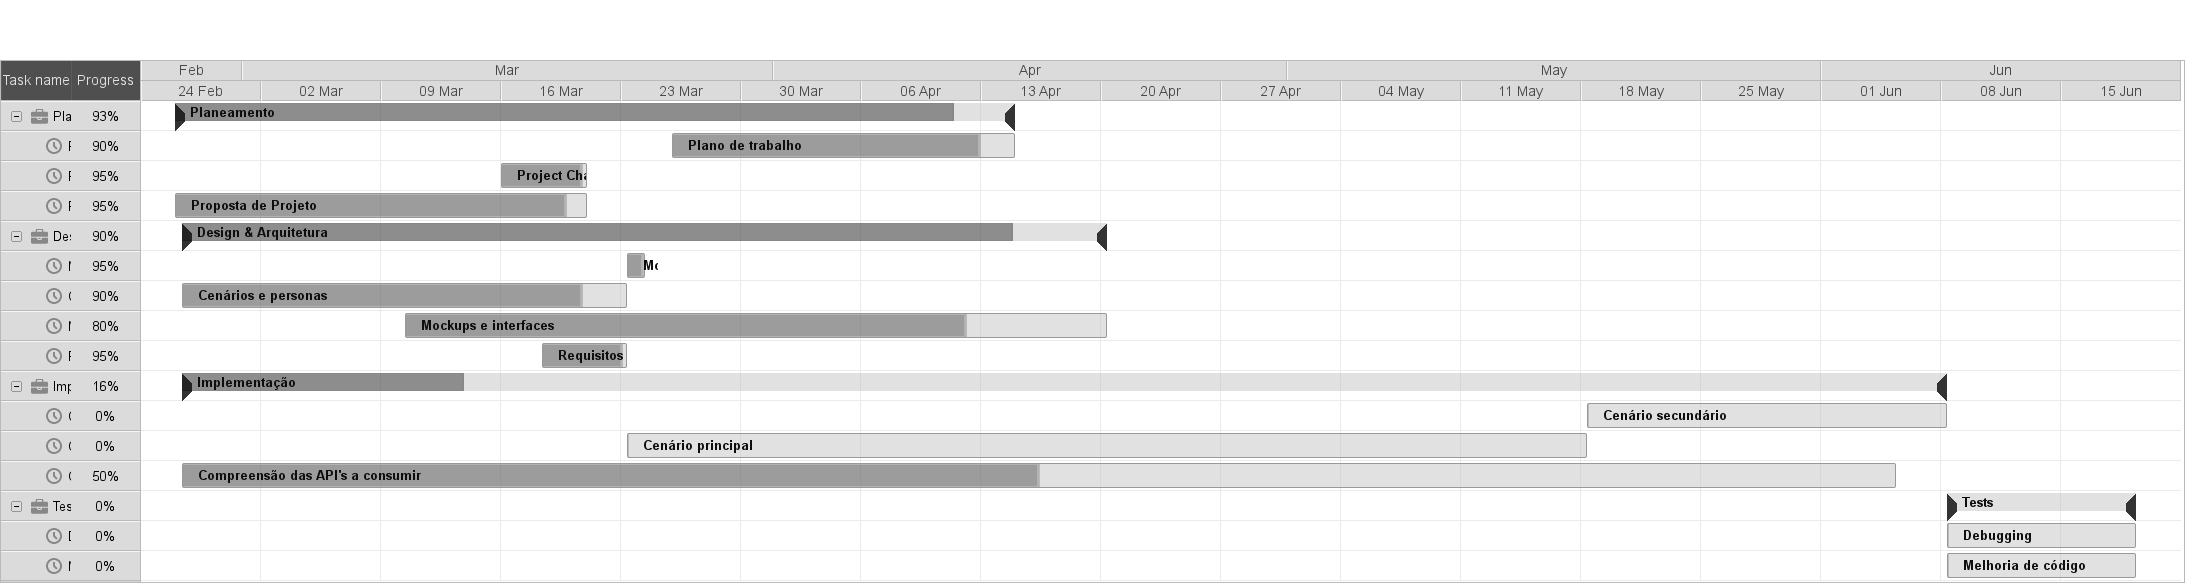 Task name Progress Feb Mar Apr May Jun
24 Feb 02 Mar 09 Mar 16 Mar 23 Mar 30 Mar 06 Apr 13 Apr 20 Apr 27 Apr 04 May 11 May 18 May 25 May 01 Jun 08 Jun 15 Jun
Pla 93% Planeamento
90% Plano de trabalho
95% Project Cha
95% Proposta de Projeto
Des 90% Design & Arquitetura
95% Mo
90% Cenários e personas
80% Mockups e interfaces
95% Requisitos
Imp 16% Implementação
0% Cenário secundário
0% Cenário principal
50% Compreensão das API's a consumir
Tes 0% Tests
0% Debugging
0% Melhoria de código